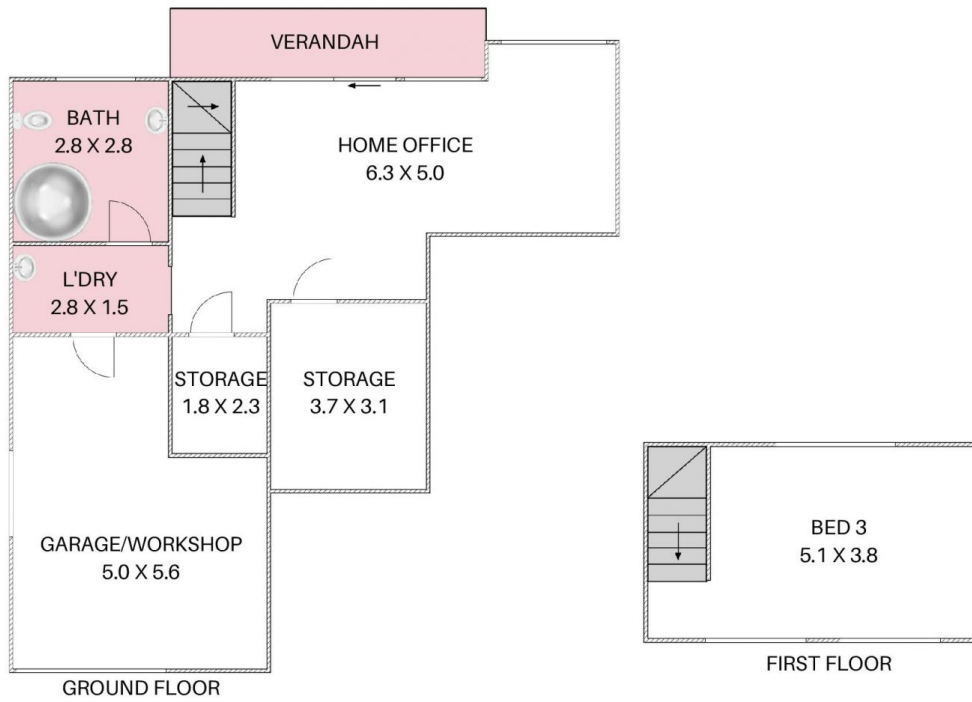 VERANDAH
BATH
2.8 X 2.8
HOME OFFICE
6.3 X 5.0
L'DRY
2.8 X 1.5
STORAGE
1.8 X 2.3
STORAGE
3.7 X 3.1
GARAGE/WORKSHOP
5.0 X 5.6
GROUND FLOOR
BED 3
5.1 X 3.8
FIRST FLOOR